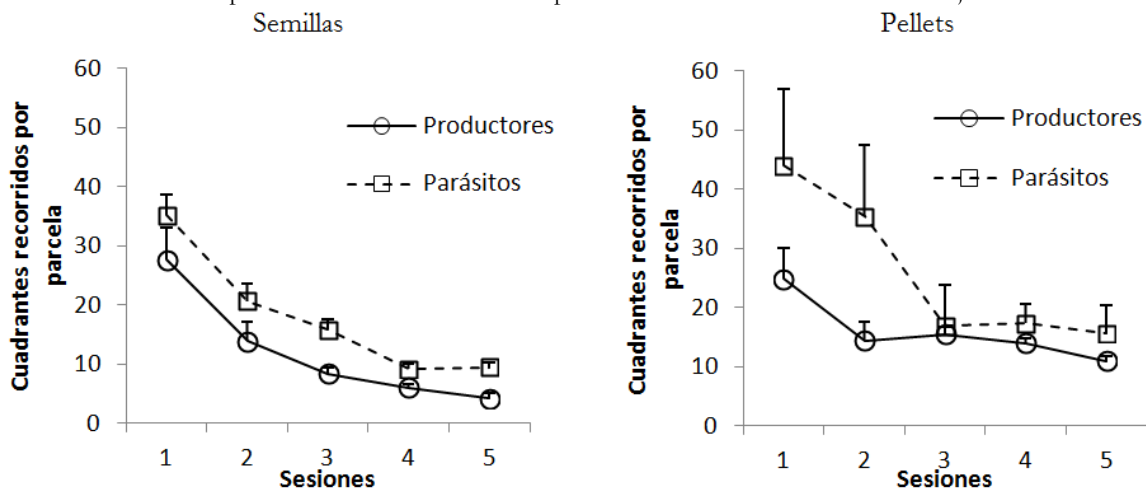 Semillas
60
50
40
30
20
10
0
Cuadrantes recorridos por
parcela
Productores
Parásitos
1 2 3 4 5
Sesiones
Pellets
60
50
40
30
20
10
0
Cuadrantes recorridos por
parcela
Productores
Parásitos
1 2 3 4 5
Sesiones